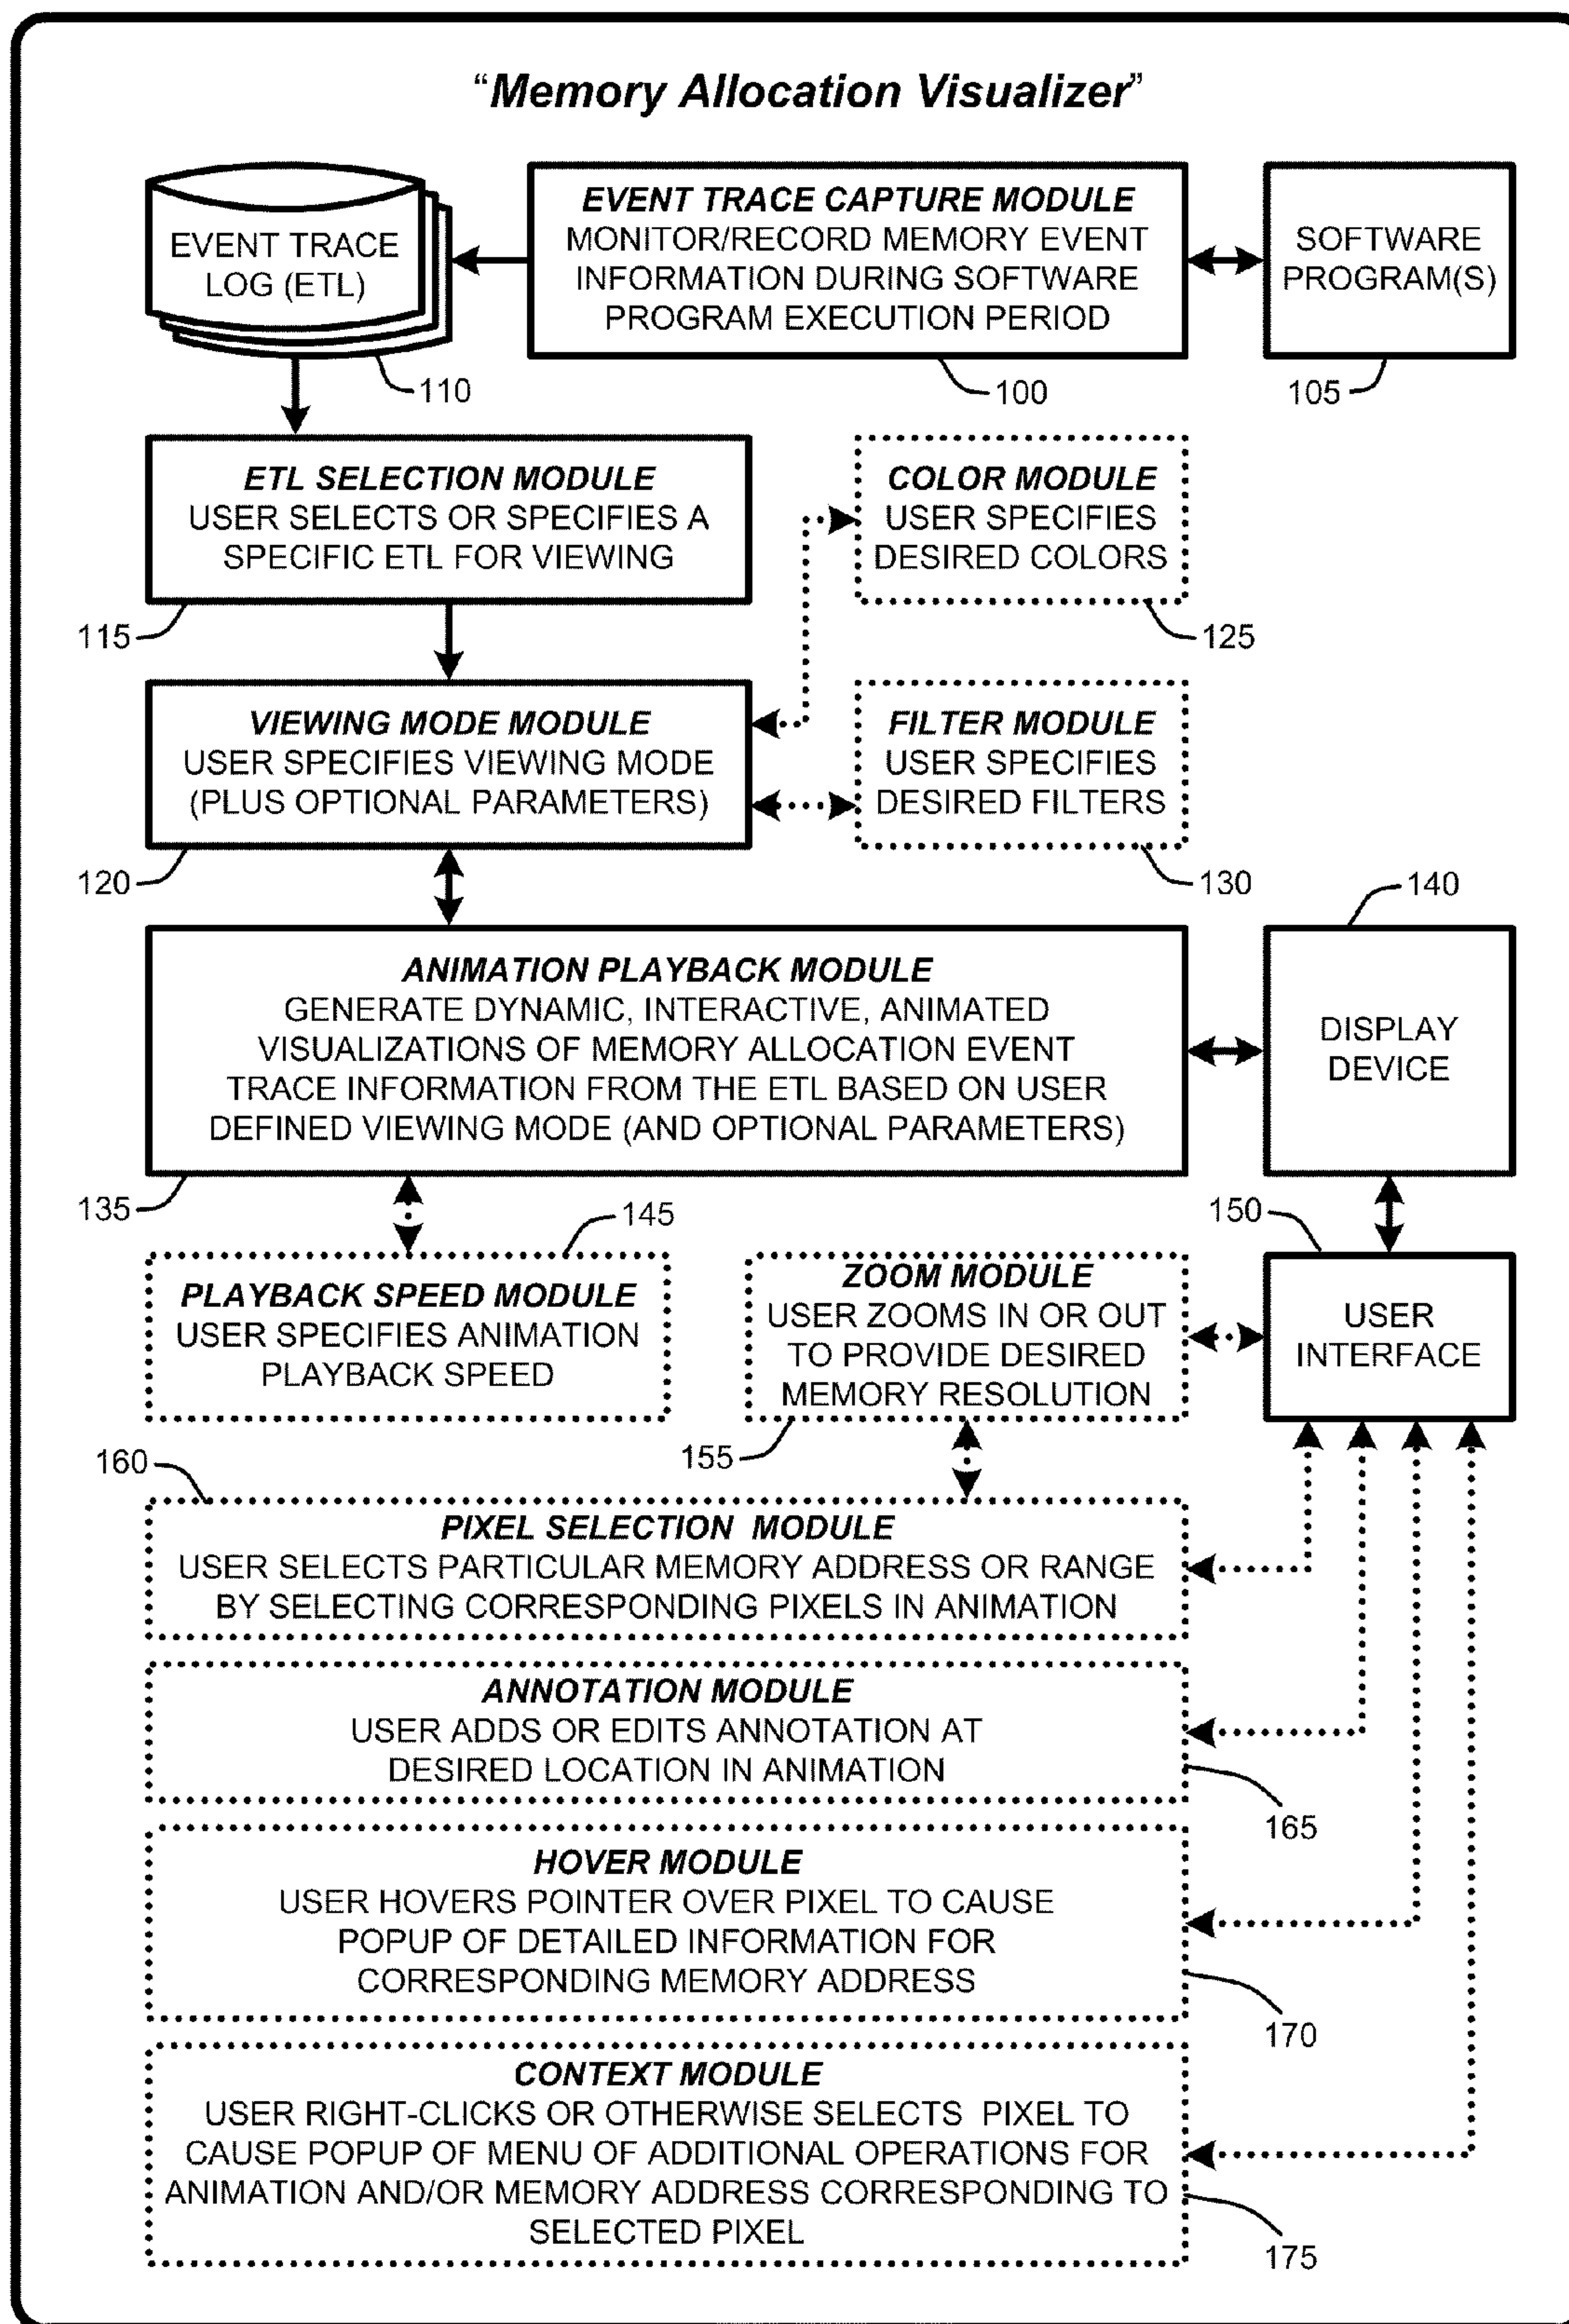 “Memory Allocation Visualizer”
EVENT TRACE
LOG (ETL)
110
EVENT TRACE CAPTURE MODULE
MONITOR/RECORD MEMORY EVENT
INFORMATION DURING SOFTWARE
PROGRAM EXECUTION PERIOD
100
SOFTWARE
PROGRAM(S)
105
ETL SELECTION MODULE
USER SELECTS OR SPECIFIES A
SPECIFIC ETL FOR VIEWING
115
COLOR MODULE
USER SPECIFIES
DESIRED COLORS
125
VIEWING MODE MODULE
USER SPECIFIES VIEWING MODE
(PLUS OPTIONAL PARAMETERS)
120
FILTER MODULE
USER SPECIFIES
DESIRED FILTERS
130
140
ANIMATION PLAYBACK MODULE
GENERATE DYNAMIC, INTERACTIVE, ANIMATED
VISUALIZATIONS OF MEMORY ALLOCATION EVENT
TRACE INFORMATION FROM THE ETL BASED ON USER
DEFINED VIEWING MODE (AND OPTIONAL PARAMETERS)
135
DISPLAY
DEVICE
145
150
PLAYBACK SPEED MODULE
USER SPECIFIES ANIMATION
PLAYBACK SPEED
ZOOM MODULE
USER ZOOMS IN OR OUT
TO PROVIDE DESIRED
MEMORY RESOLUTION
155
USER
INTERFACE
160
PIXEL SELECTION MODULE
USER SELECTS PARTICULAR MEMORY ADDRESS OR RANGE
BY SELECTING CORRESPONDING PIXELS IN ANIMATION
ANNOTATION MODULE
USER ADDS OR EDITS ANNOTATION AT
DESIRED LOCATION IN ANIMATION
165
HOVER MODULE
USER HOVERS POINTER OVER PIXEL TO CAUSE
POPUP OF DETAILED INFORMATION FOR
CORRESPONDING MEMORY ADDRESS
170
CONTEXT MODULE
USER RIGHT-CLICKS OR OTHERWISE SELECTS PIXEL TO
CAUSE POPUP OF MENU OF ADDITIONAL OPERATIONS FOR
ANIMATION AND/OR MEMORY ADDRESS CORRESPONDING TO
SELECTED PIXEL
175